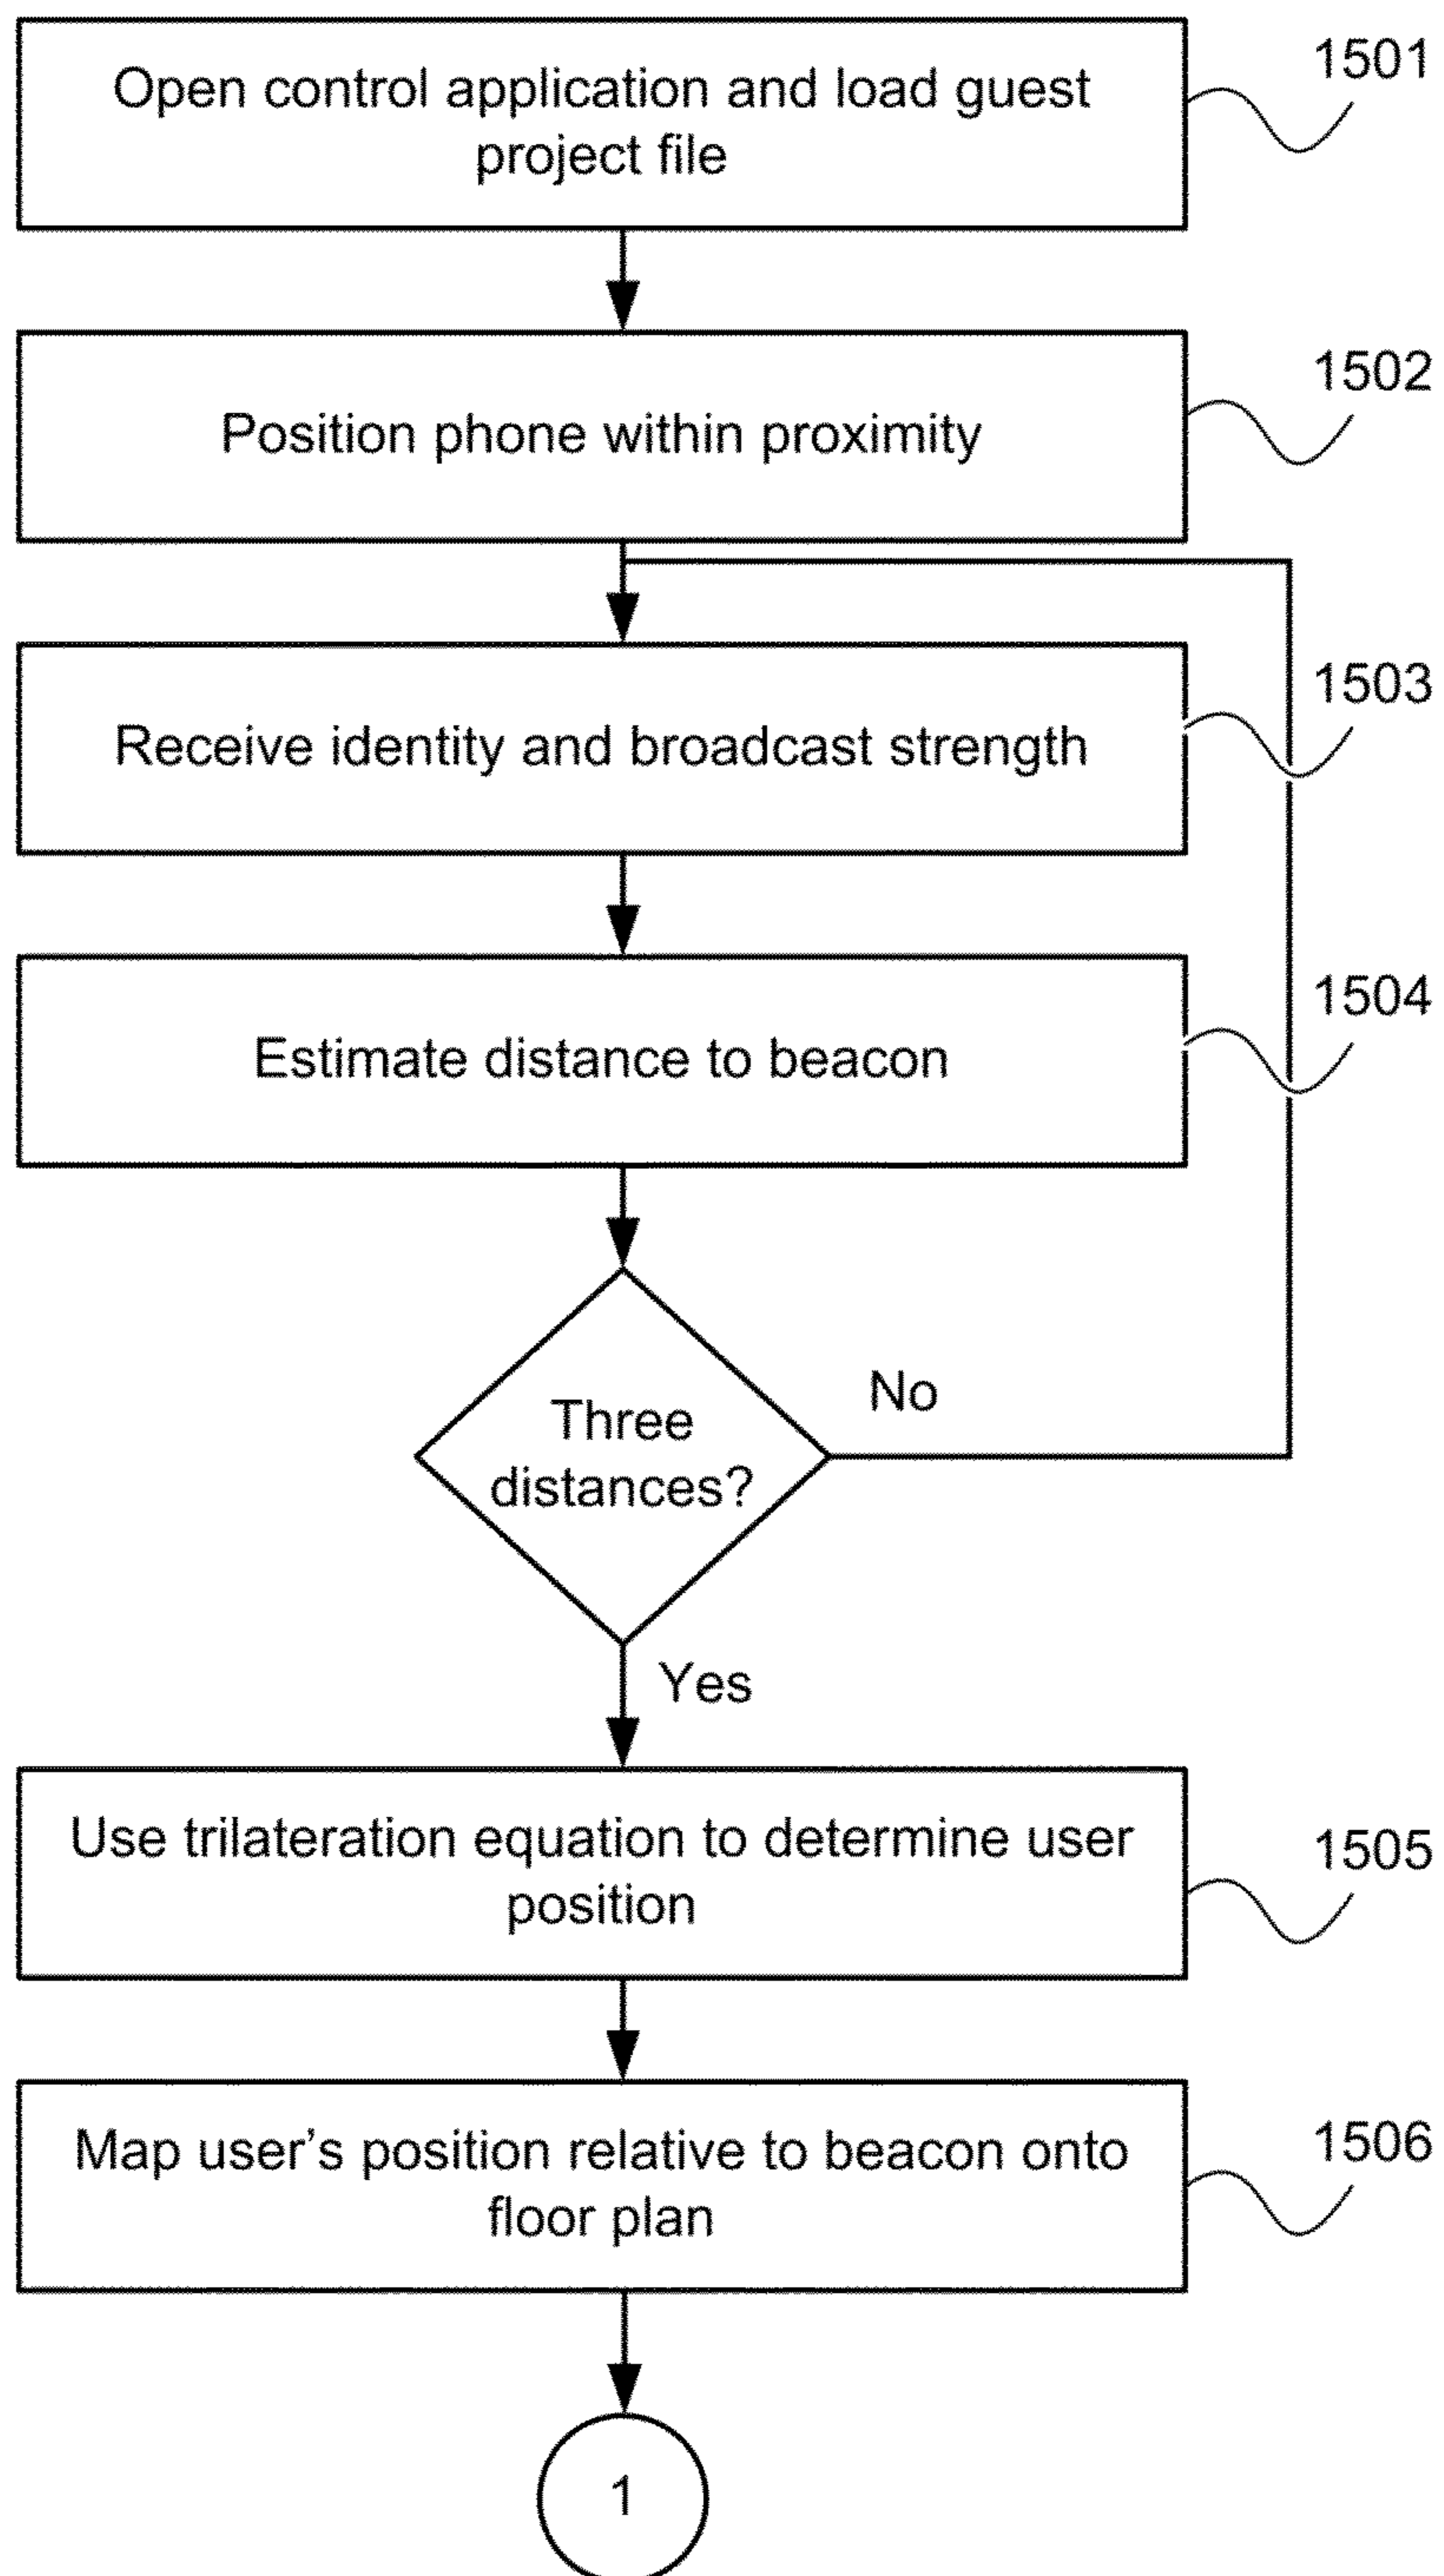 Open control application and load guest
project file
1501
Position phone within proximity
1502
Receive identity and broadcast strength
1503
Estimate distance to beacon
1504
Three
distances?
No
Yes
Use trilateration equation to determine user
position
1505
Map user’s position relative to beacon onto
floor plan
1506
1